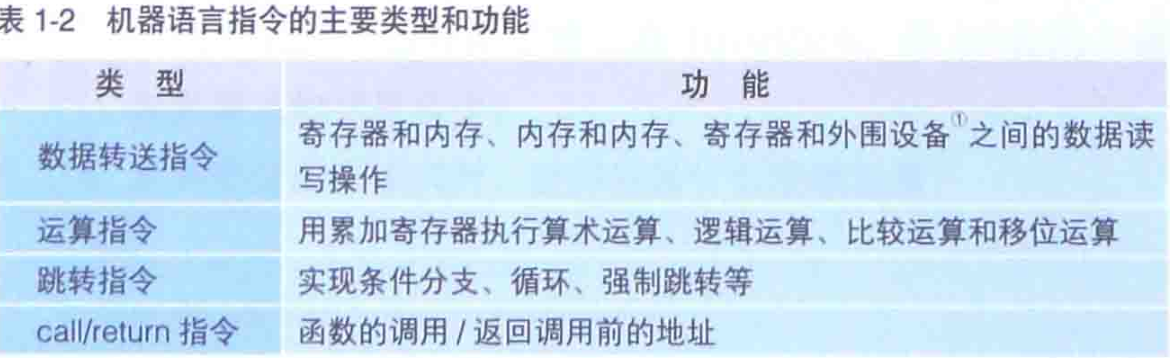 表 1-2 机器语言指令的主要类型和功能
类 型 功 能
数据转送指令 寄存器和内存、内存和内存、寄存器和外围设备①之间的数据读
写操作
运算指令 用累加寄存器执行算术运算、逻辑运算、比较运算和移位运算
跳转指令 实现条件分支、循环、强制跳转等
call/return 指令 函数的调用 / 返回调用前的地址